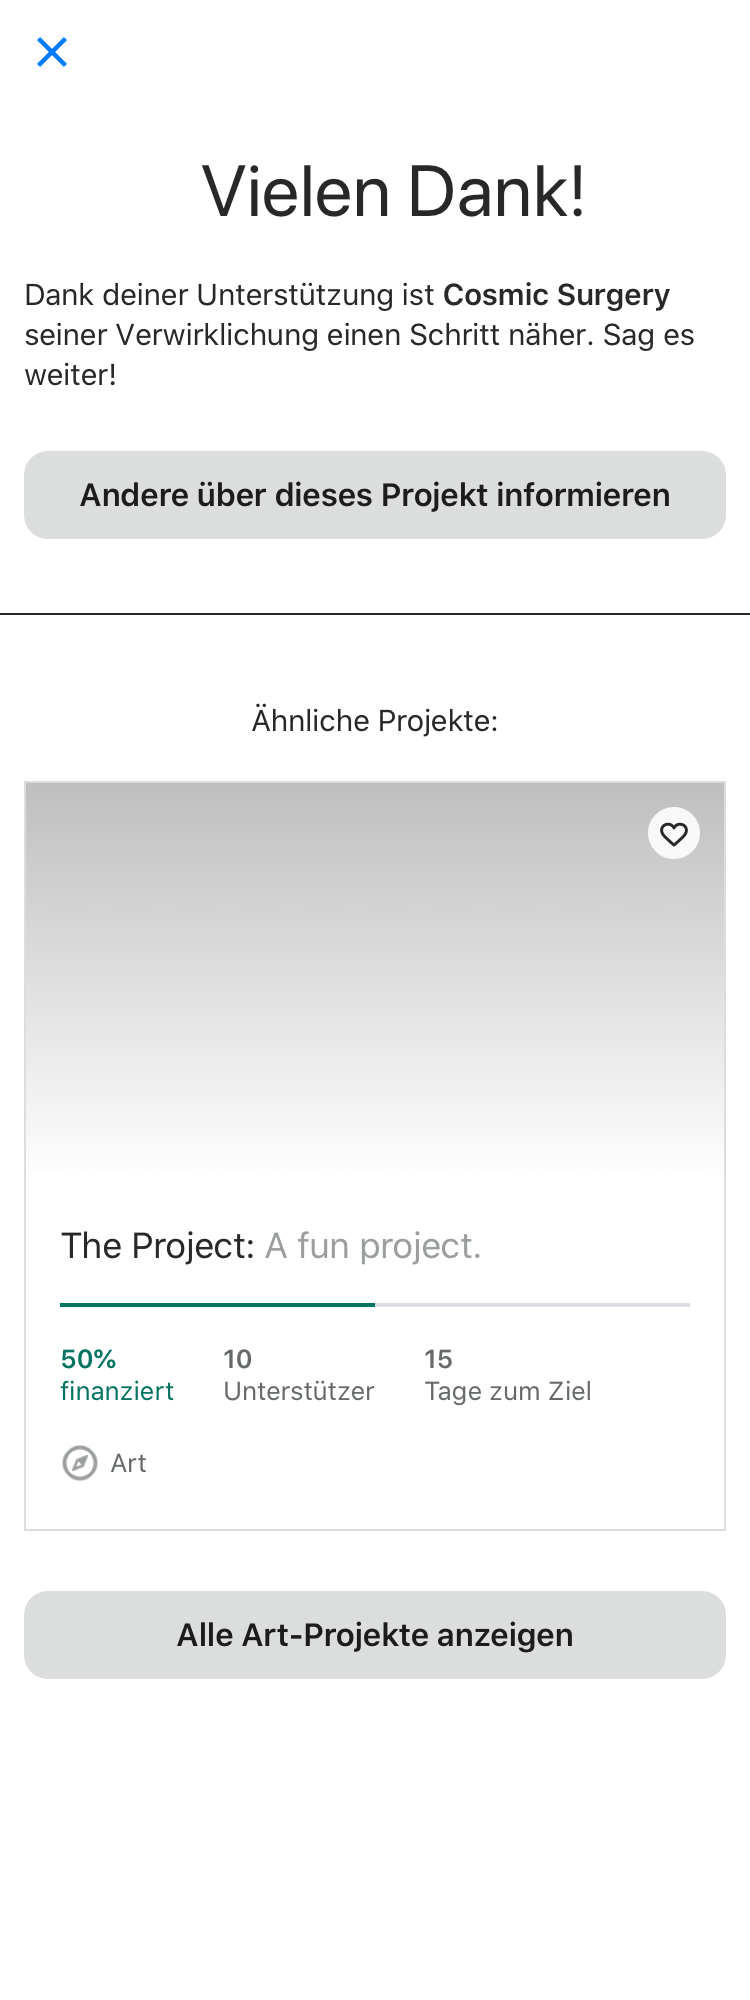 Vielen Dank!
Dank deiner Unterstützung ist Cosmic Surgery
seiner Verwirklichung einen Schritt näher. Sag es
weiter!
Andere über dieses Projekt informieren
Ähnliche Projekte:
The Project: A fun project.
50%
finanziert
10
Unterstützer
15
Tage zum Ziel
Art
Alle Art-Projekte anzeigen